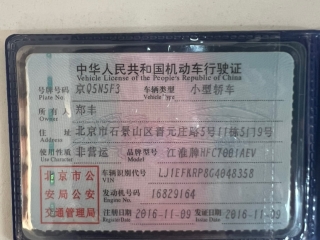 中华人民共和国机动车行驶证
Vehicle License of the People's Republic of China
号牌号码 京Q5N5F3 车辆类型 小型轿车
Plate No. Vehicle Type
所有人 郑丰
Owner
住址 北京市石景山区晋元庄路5号11栋5门9号
Address
使用性质 非营运 品牌型号 江淮牌HFC7001AEV
Model
北京市公 车辆识别代号 LJ1EFKRP8G4048358
VIN
安局公安 发动机号码 16829164
Engine No.
交通管理局 注册日期 2016-11-09 发证日期 2016-11-09